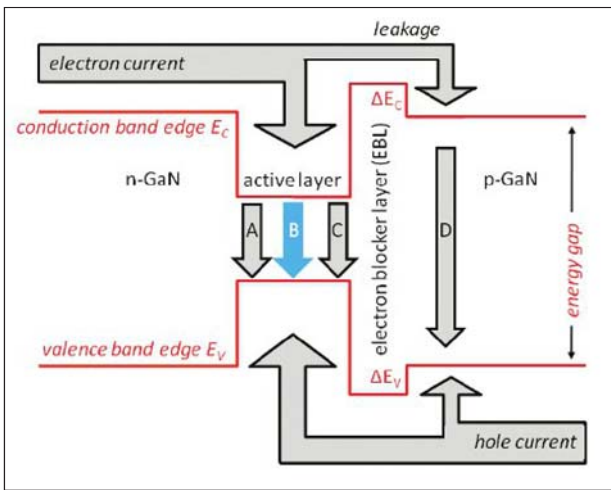 leakage
electron current
ΔE_C
conduction band edge E_C
n-GaN
active layer
electron blocker layer (EBL)
p-GaN
A
B
C
D
energy gap
valence band edge E_V
ΔE_V
hole current